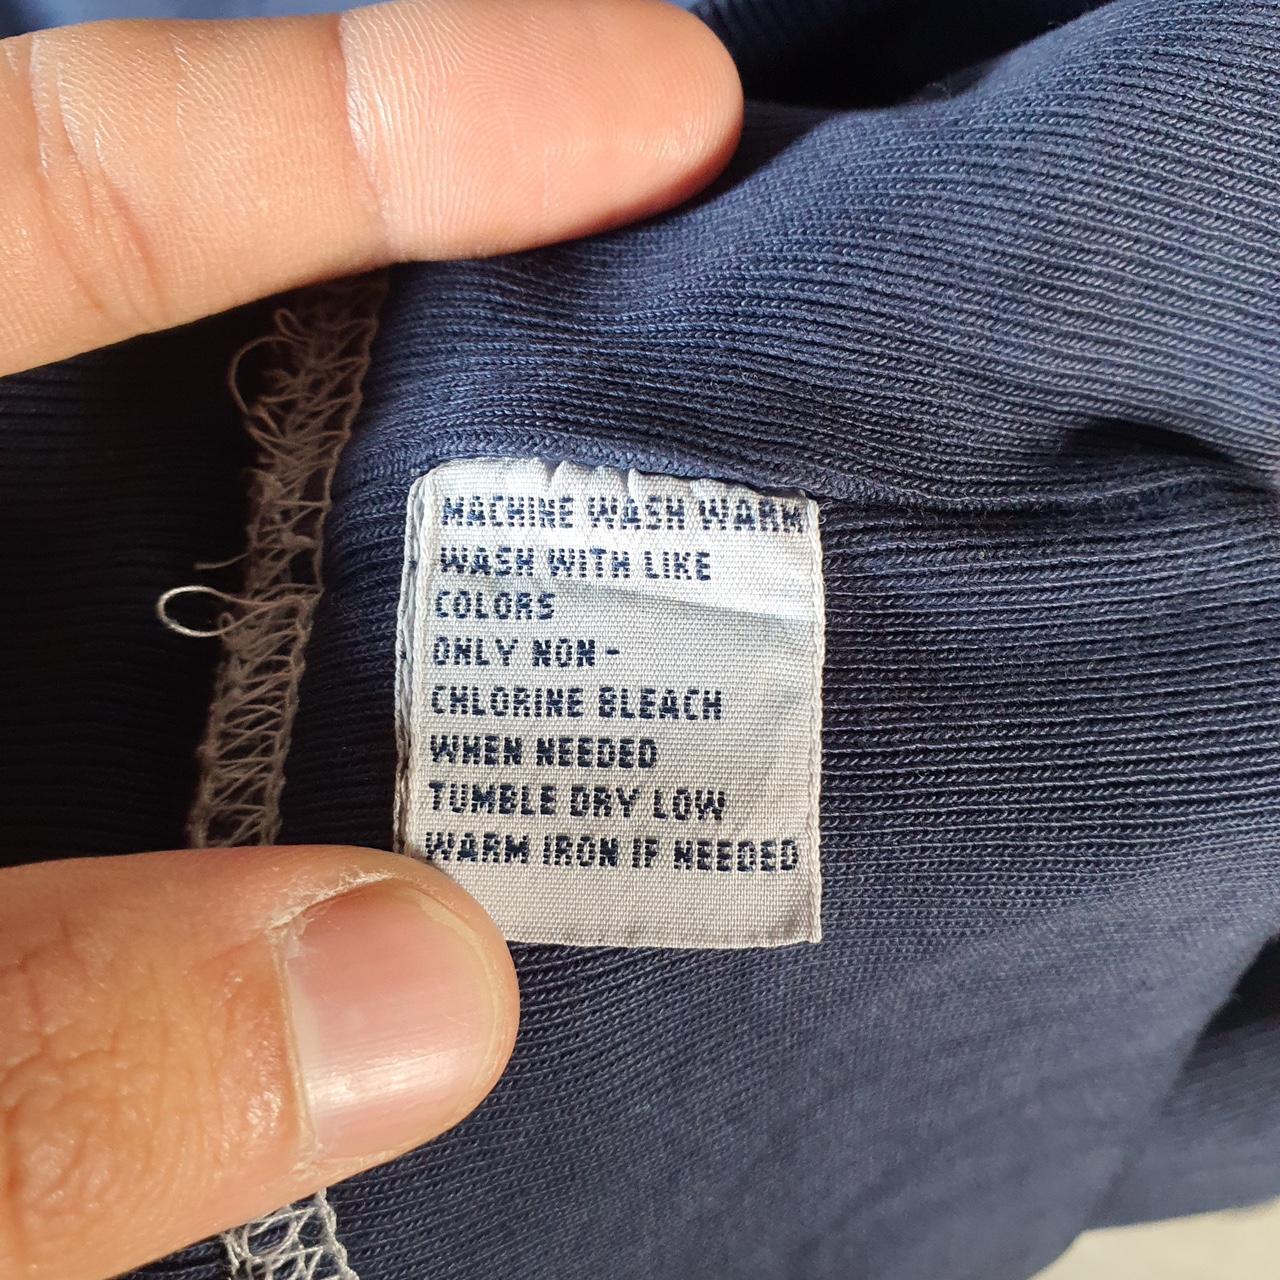 MACHINE WASH WARM
WASH WITH LIKE
COLORS
ONLY NON-
CHLORINE BLEACH
WHEN NEEDED
TUMBLE DRY LOW
WARM IRON IF NEEDED